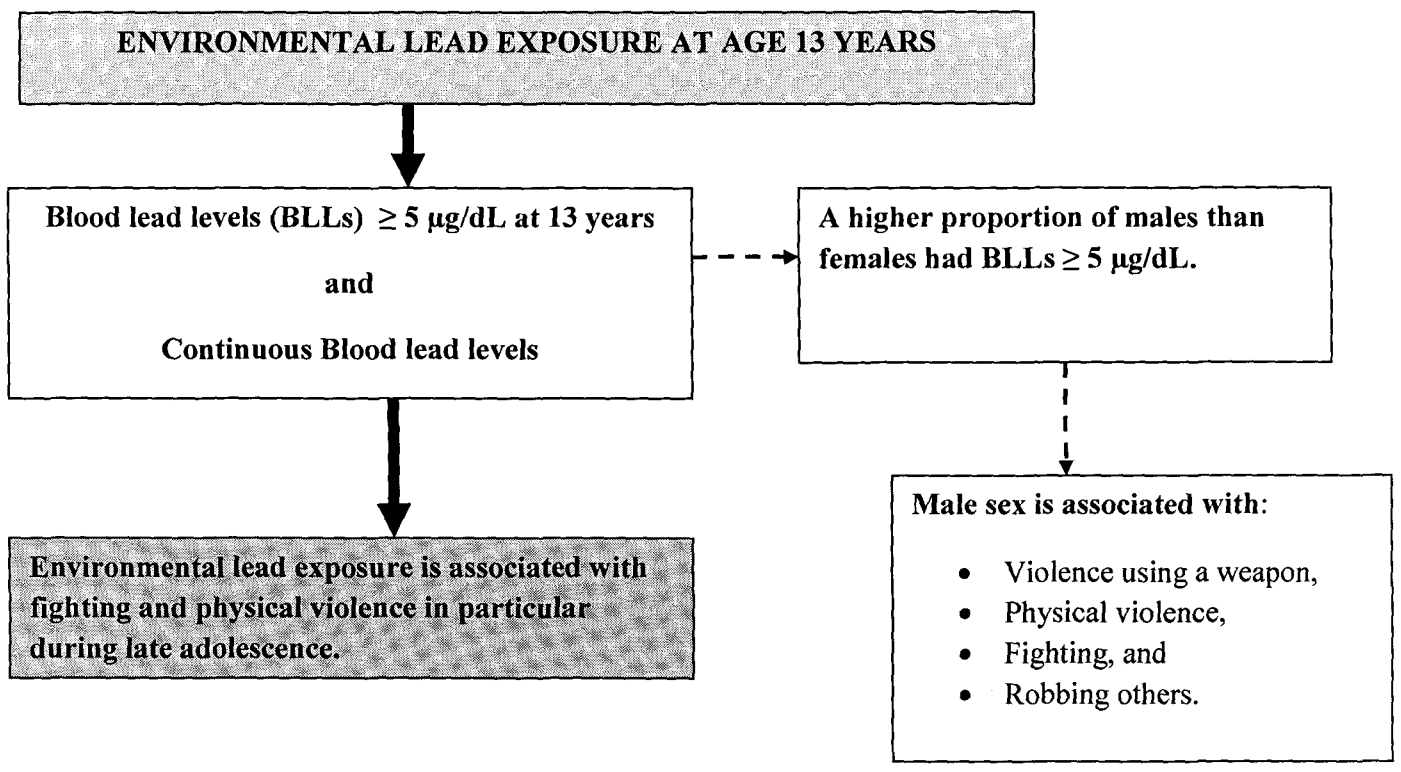 ENVIRONMENTAL LEAD EXPOSURE AT AGE 13 YEARS
Blood lead levels (BLLs) ≥ 5 µg/dL at 13 years
and
Continuous Blood lead levels
A higher proportion of males than
females had BLLs ≥ 5 µg/dL.
Environmental lead exposure is associated with
fighting and physical violence in particular
during late adolescence.
Male sex is associated with:
• Violence using a weapon,
• Physical violence,
• Fighting, and
• Robbing others.